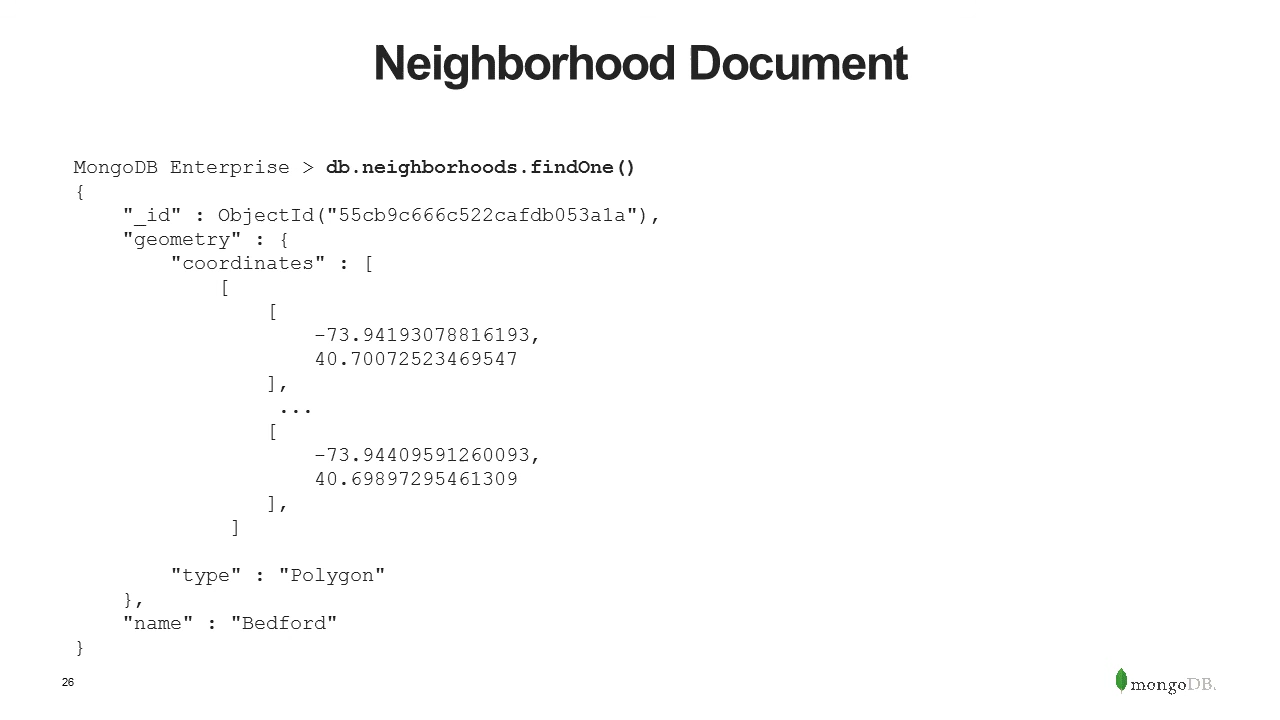 Neighborhood Document
MongoDB Enterprise > db.neighborhoods.findOne()
{
"_id" : ObjectId("55cb9c666c522cafdb053a1a"),
"geometry" : {
"coordinates" : [
[
[
-73.94193078816193,
40.70072523469547
],
...
[
-73.94409591260093,
40.69897295461309
],
]
"type" : "Polygon"
},
"name" : "Bedford"
}
26
mongoDB.